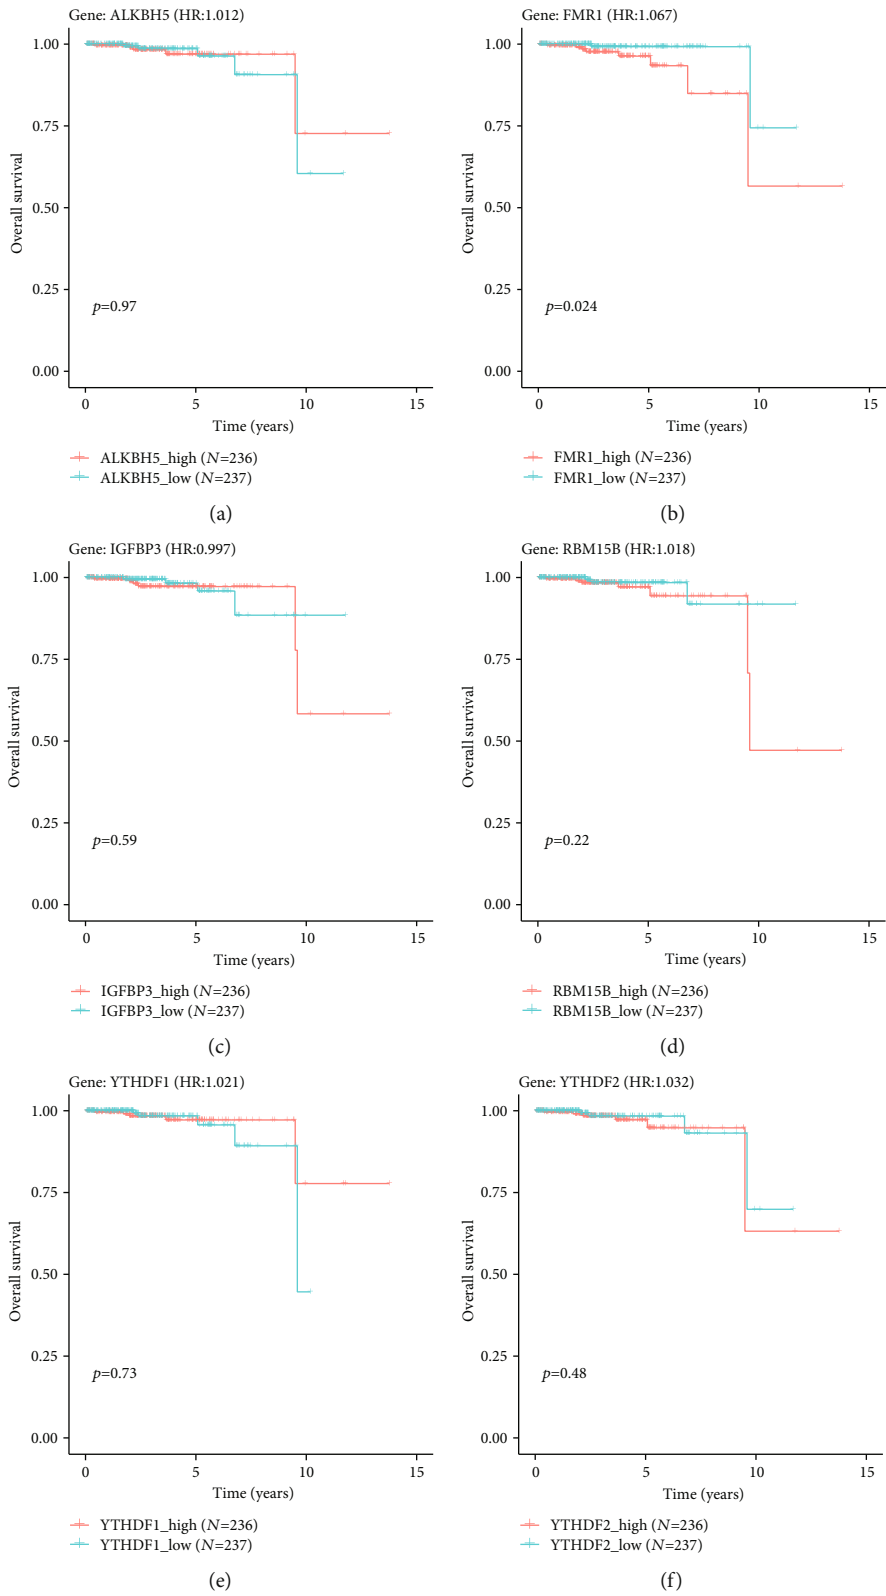 Gene: ALKBH5 (HR:1.012)
1.00
0.75
0.50
0.25
0.00
Overall survival
p=0.97
0 5 10 15
Time (years)
ALKBH5_high (N=236)
ALKBH5_low (N=237)
(a)
Gene: FMR1 (HR:1.067)
1.00
0.75
0.50
0.25
0.00
Overall survival
p=0.024
0 5 10 15
Time (years)
FMR1_high (N=236)
FMR1_low (N=237)
(b)
Gene: IGFBP3 (HR:0.997)
1.00
0.75
0.50
0.25
0.00
Overall survival
p=0.59
0 5 10 15
Time (years)
IGFBP3_high (N=236)
IGFBP3_low (N=237)
(c)
Gene: RBM15B (HR:1.018)
1.00
0.75
0.50
0.25
0.00
Overall survival
p=0.22
0 5 10 15
Time (years)
RBM15B_high (N=236)
RBM15B_low (N=237)
(d)
Gene: YTHDF1 (HR:1.021)
1.00
0.75
0.50
0.25
0.00
Overall survival
p=0.73
0 5 10 15
Time (years)
YTHDF1_high (N=236)
YTHDF1_low (N=237)
(e)
Gene: YTHDF2 (HR:1.032)
1.00
0.75
0.50
0.25
0.00
Overall survival
p=0.48
0 5 10 15
Time (years)
YTHDF2_high (N=236)
YTHDF2_low (N=237)
(f)